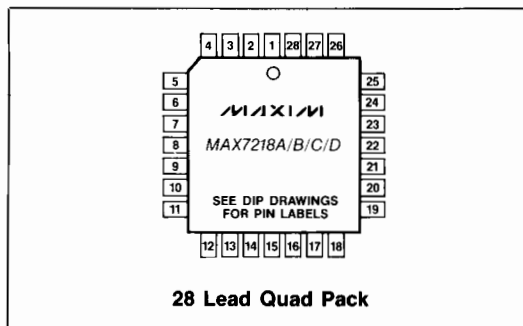 4 3 2 1 28 27 26
5 25
6 24
MAXIM
7 23
8 MAX7218A/B/C/D 22
9 21
10 20
SEE DIP DRAWINGS
11 FOR PIN LABELS 19
12 13 14 15 16 17 18
28 Lead Quad Pack